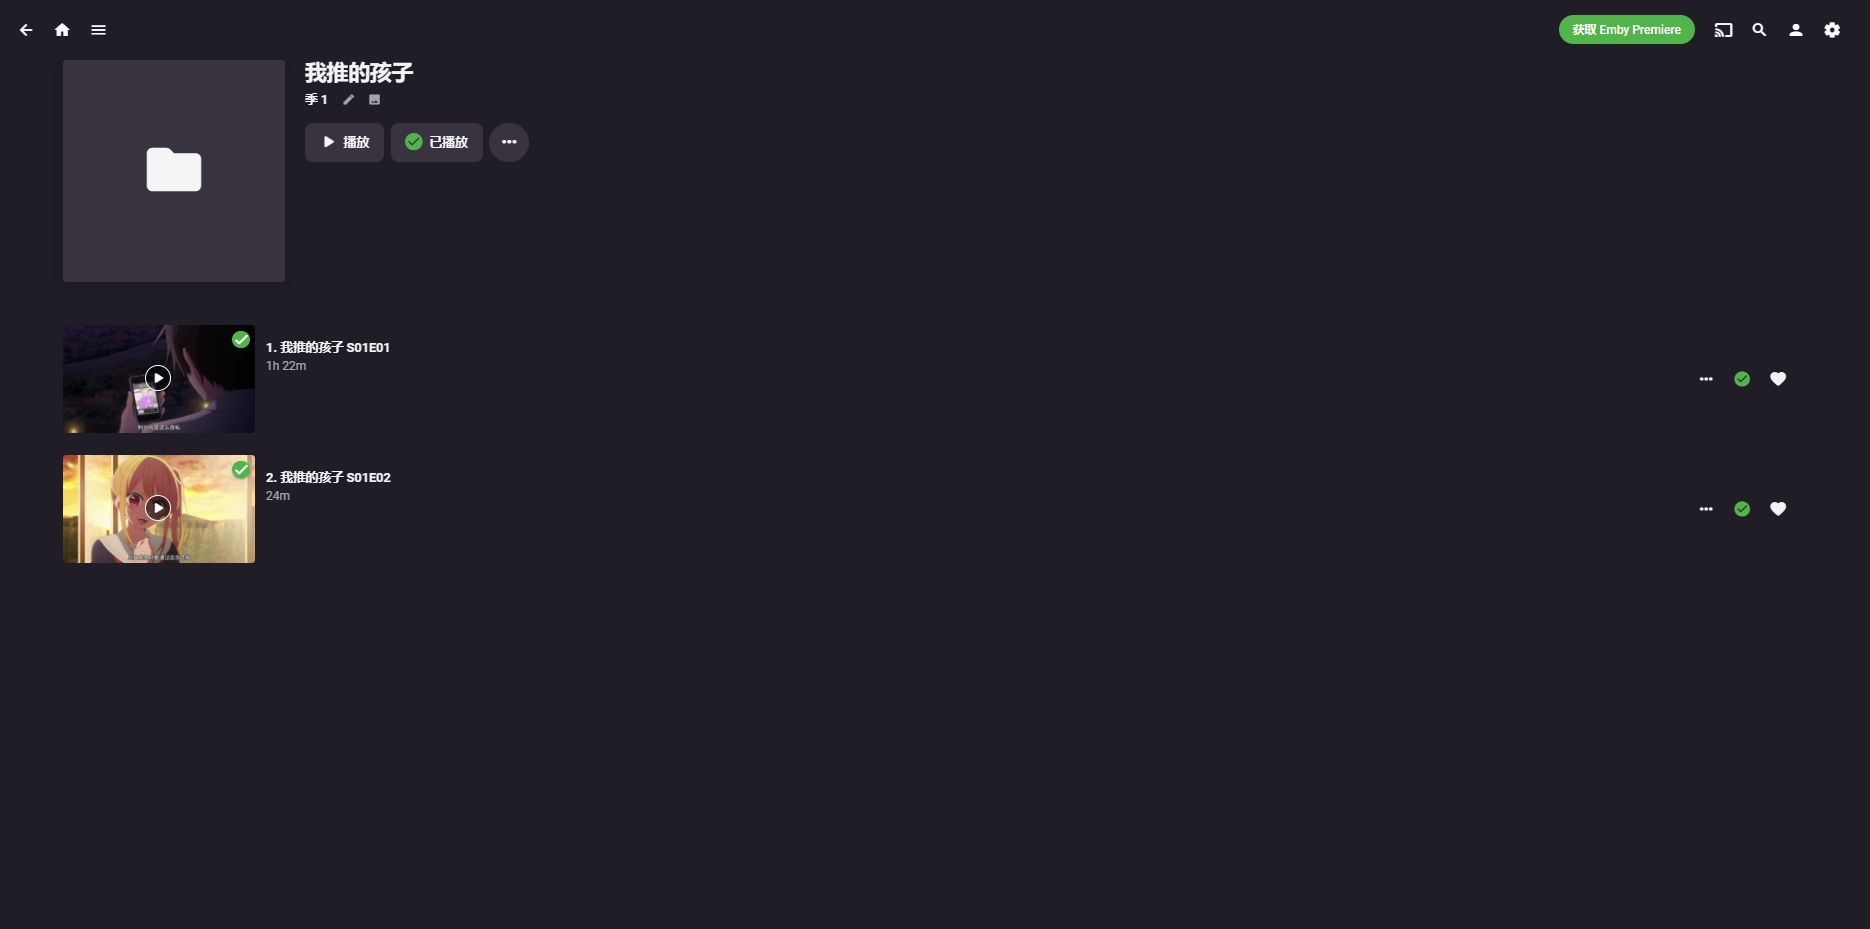 获取 Emby Premiere
我推的孩子
季 1
播放
已播放
1. 我推的孩子 S01E01
1h 22m
2. 我推的孩子 S01E02
24m